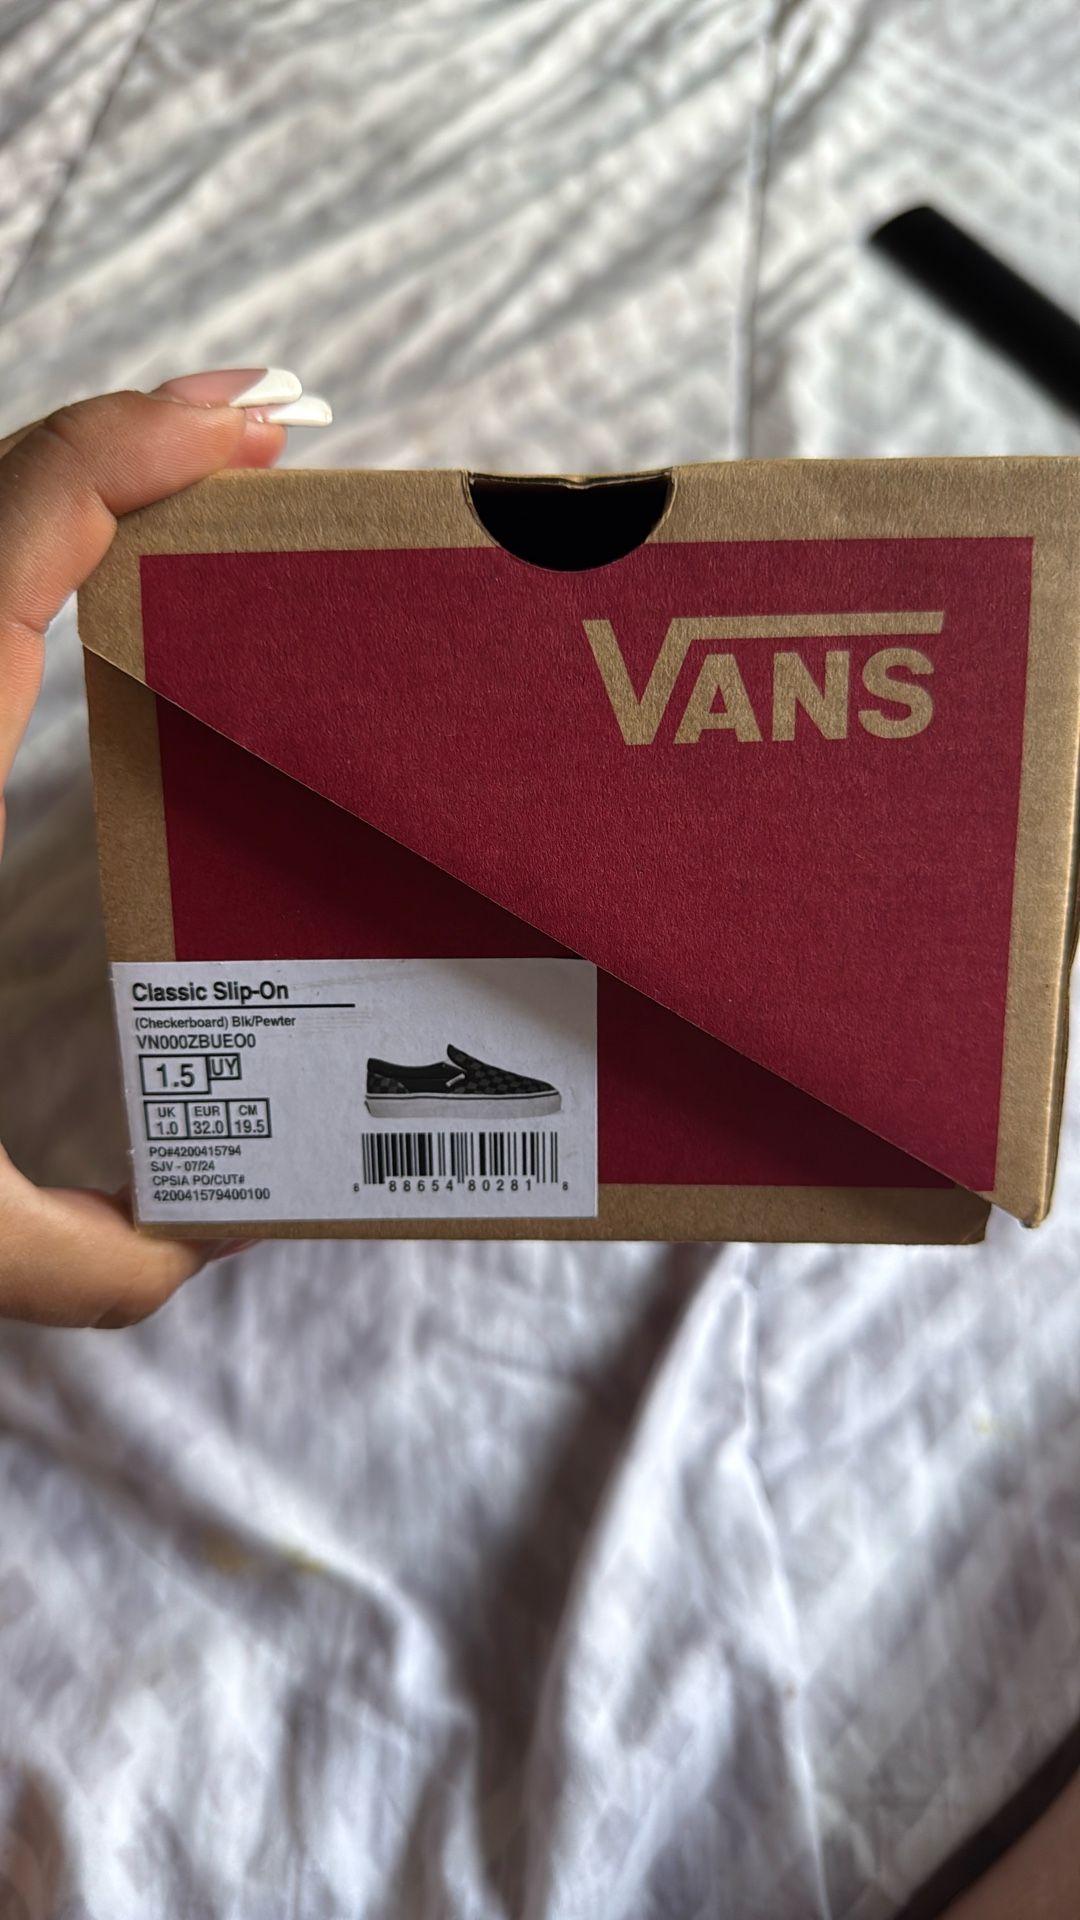 VANS
Classic Slip-On
(Checkerboard) Blk/Pewter
VN000ZBUEO0
1.5 UY
UK EUR CM
1.0 32.0 19.5
PO#4200415794
SJV - 07/24
CPSIA PO/CUT#
420041579400100
8 88654 80281 8